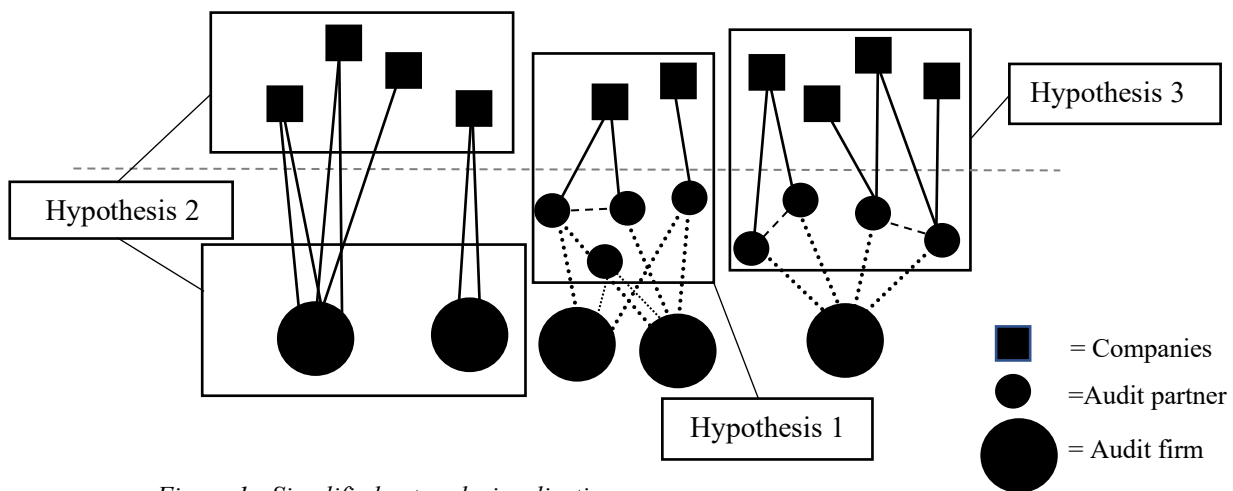 Hypothesis 3
Hypothesis 2
Hypothesis 1
= Companies
=Audit partner
= Audit firm